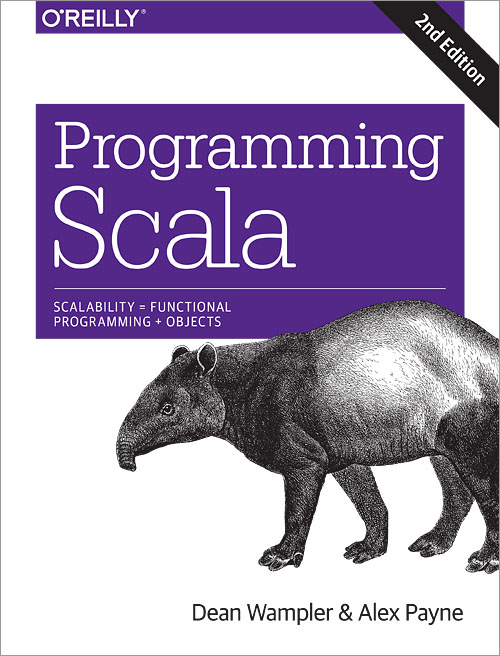 O'REILLY®
2nd Edition
Programming
Scala
SCALABILITY = FUNCTIONAL
PROGRAMMING + OBJECTS
Dean Wampler & Alex Payne